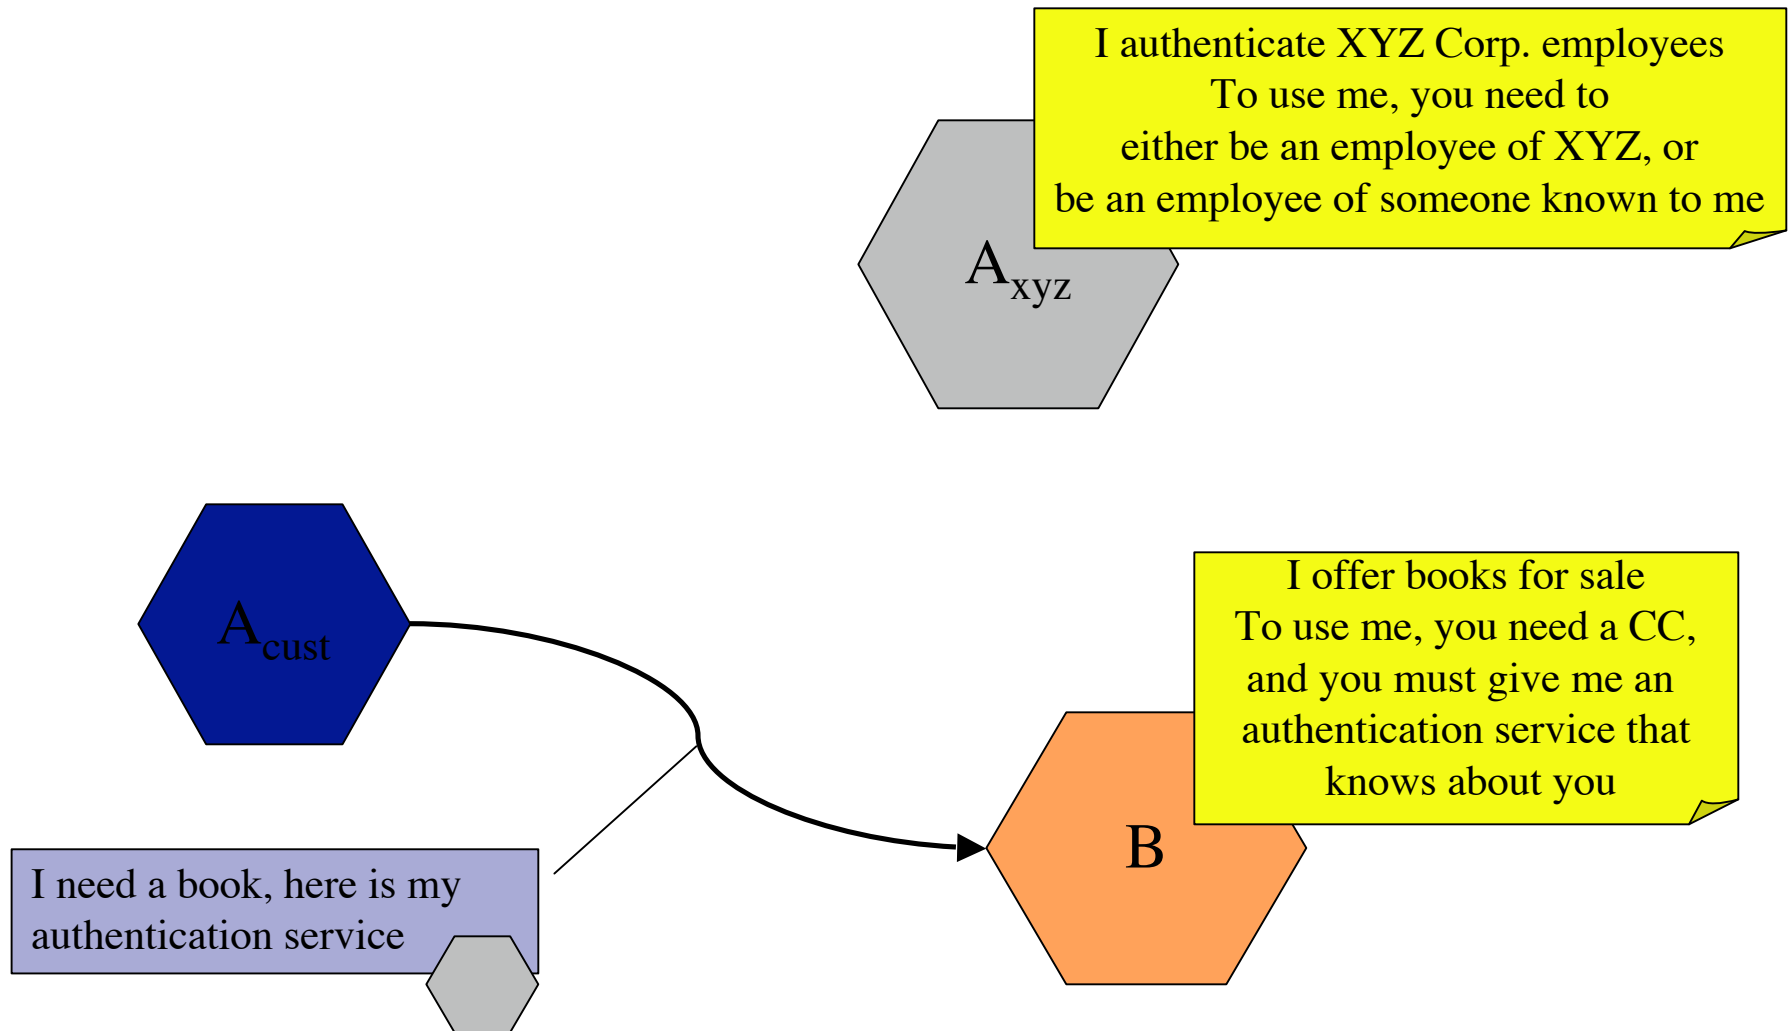 I authenticate XYZ Corp. employees
To use me, you need to
either be an employee of XYZ, or
be an employee of someone known to me
Axyz
Acust
I offer books for sale
To use me, you need a CC,
and you must give me an
authentication service that
knows about you
B
I need a book, here is my
authentication service